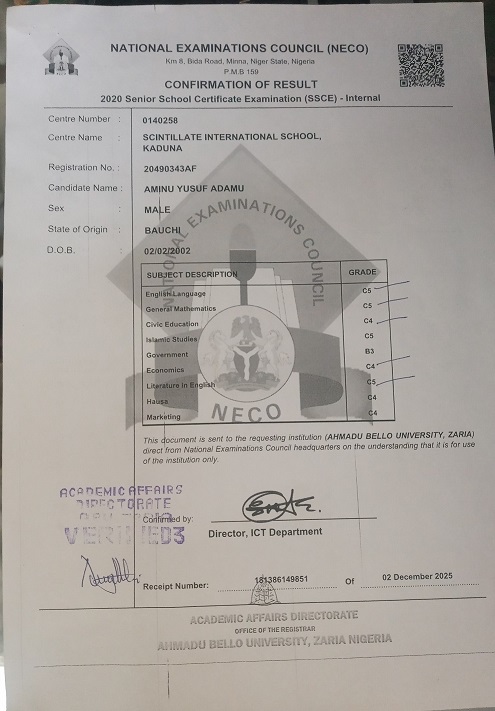 NATIONAL EXAMINATIONS COUNCIL (NECO)
Km 8, Bida Road, Minna, Niger State, Nigeria
P.M.B 159
CONFIRMATION OF RESULT
2020 Senior School Certificate Examination (SSCE) - Internal
Centre Number : 0140258
Centre Name : SCINTILLATE INTERNATIONAL SCHOOL,
KADUNA
Registration No. : 20490343AF
Candidate Name : AMINU YUSUF ADAMU
Sex : MALE
State of Origin : BAUCHI
D.O.B. : 02/02/2002
NATIONAL EXAMINATIONS COUNCIL
SUBJECT DESCRIPTION GRADE
English Language C5
General Mathematics C5
Civic Education C4
Islamic Studies C5
Government B3
Economics C4
Literature in English C5
Hausa C4
Marketing C4
NECO
This document is sent to the requesting institution (AHMADU BELLO UNIVERSITY, ZARIA)
direct from National Examinations Council headquarters on the understanding that it is for use
of the institution only.
ACADEMIC AFFAIRS
DIRECTORATE
Confirmed by:
Director, ICT Department
Receipt Number: 181386149851 Of 02 December 2025
ACADEMIC AFFAIRS DIRECTORATE
OFFICE OF THE REGISTRAR
AHMADU BELLO UNIVERSITY, ZARIA NIGERIA